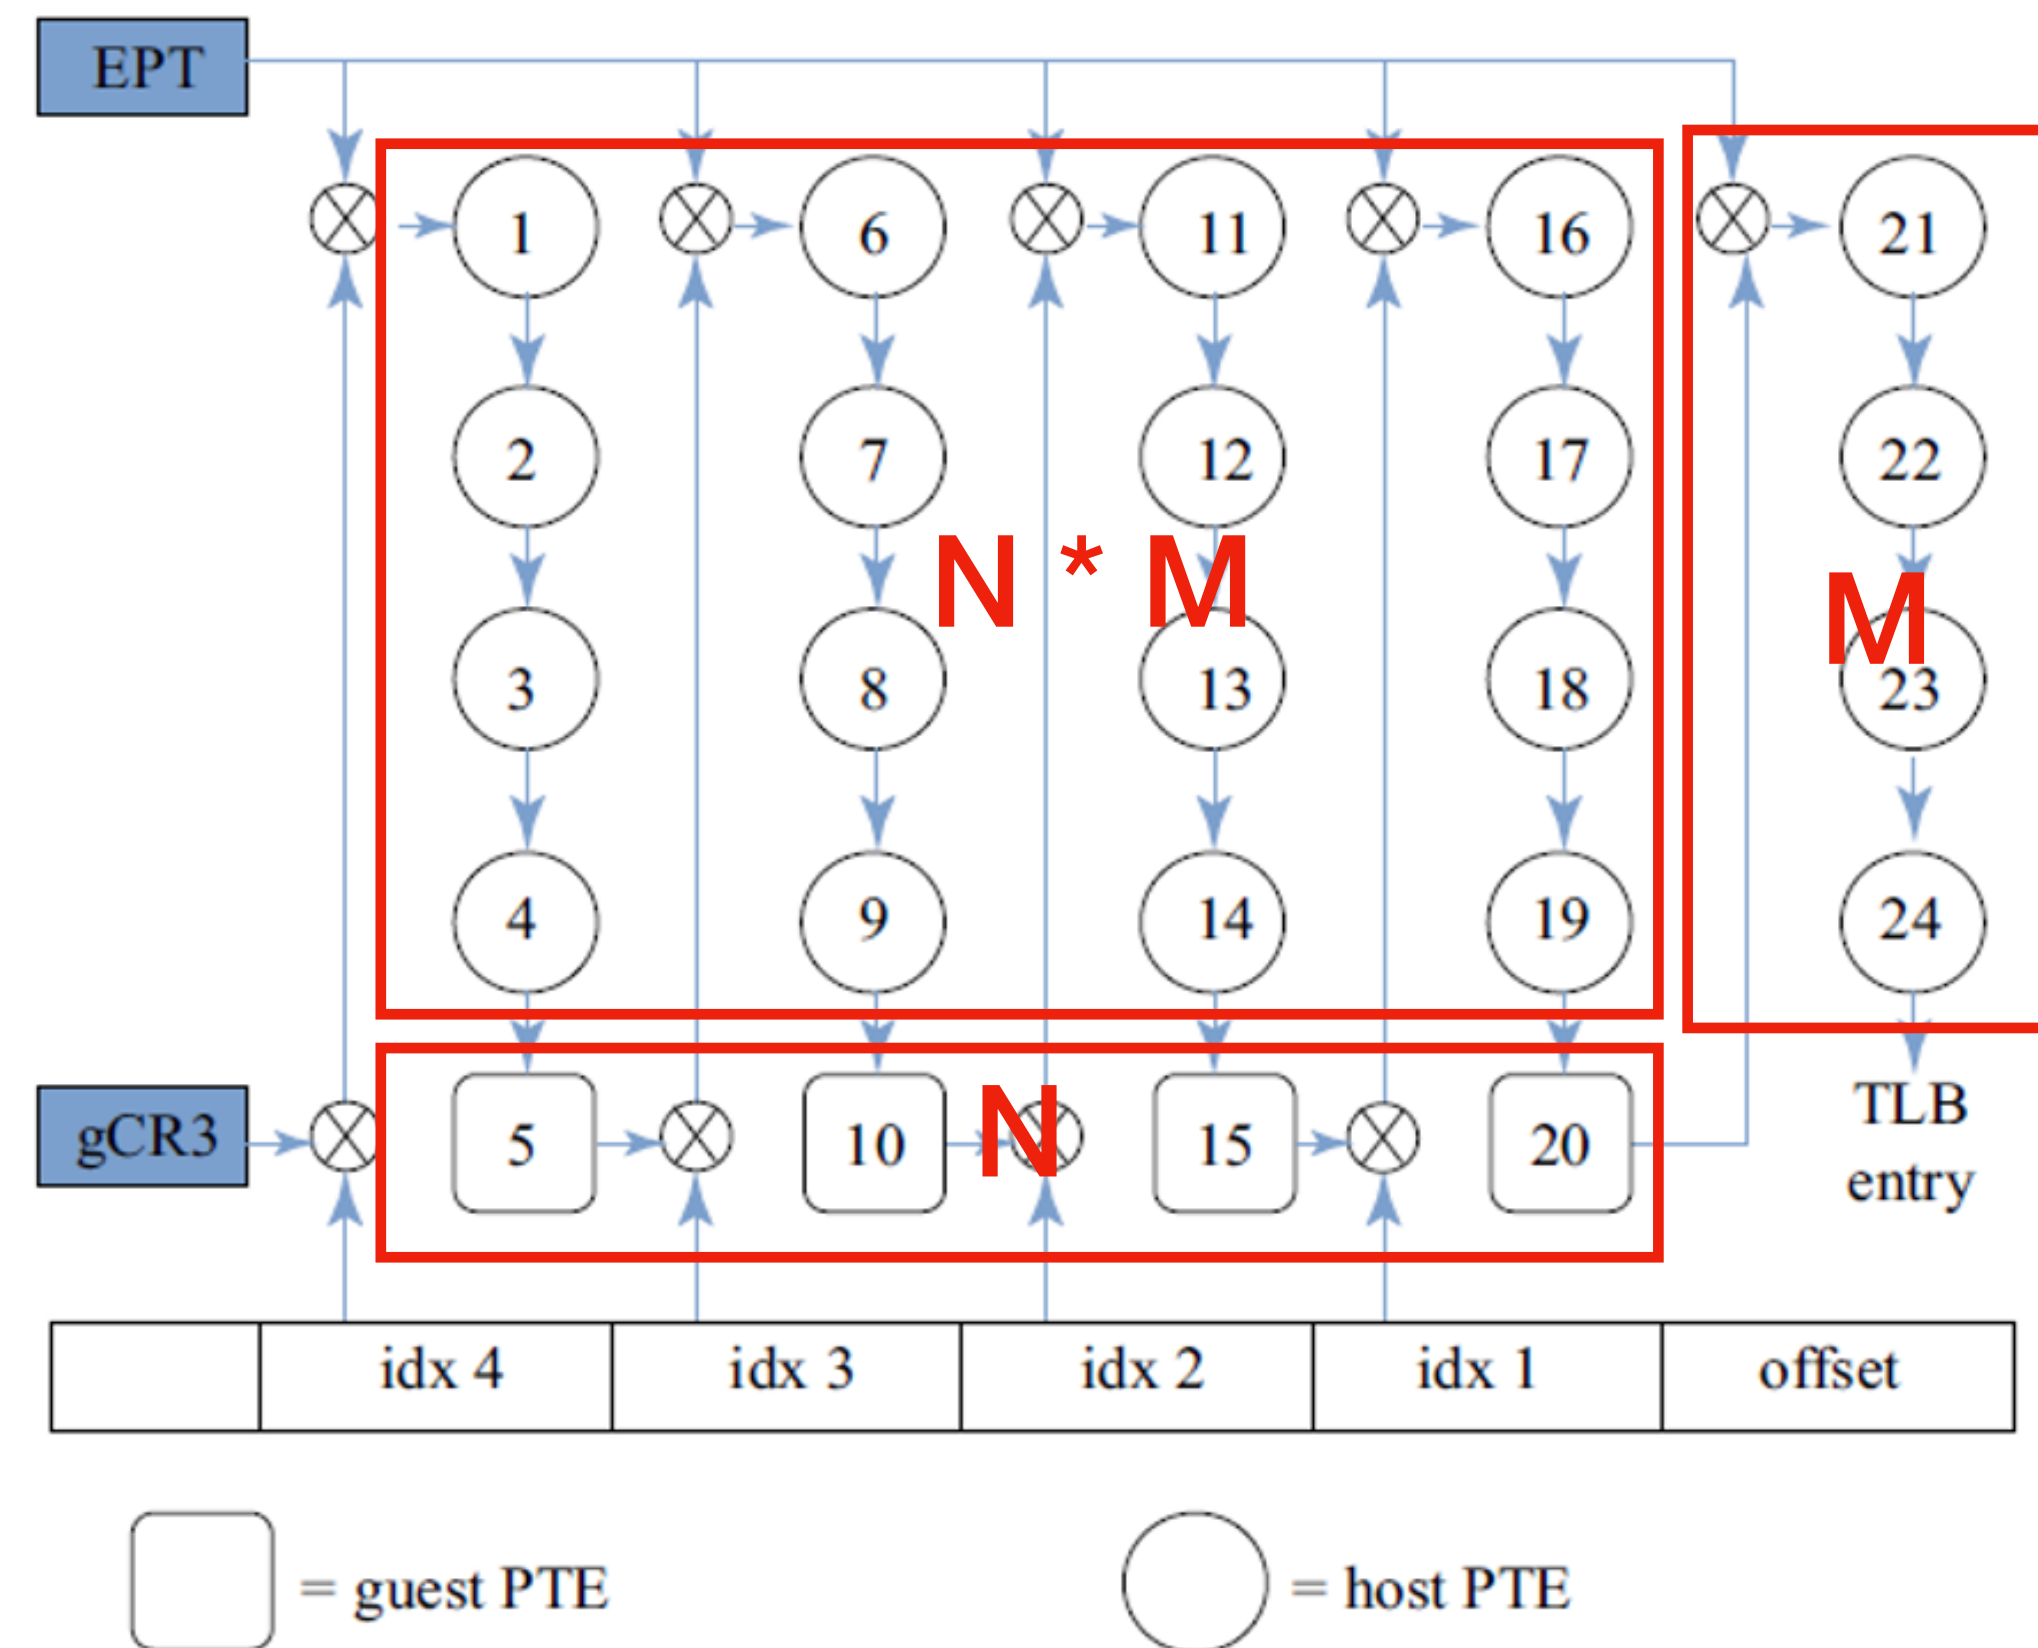 EPT
1 6 11 16 21
2 7 12 17 22
N * M M
3 8 13 18 23
4 9 14 19 24
gCR3 5 10 N 15 20 TLB
entry
idx 4 idx 3 idx 2 idx 1 offset
= guest PTE = host PTE